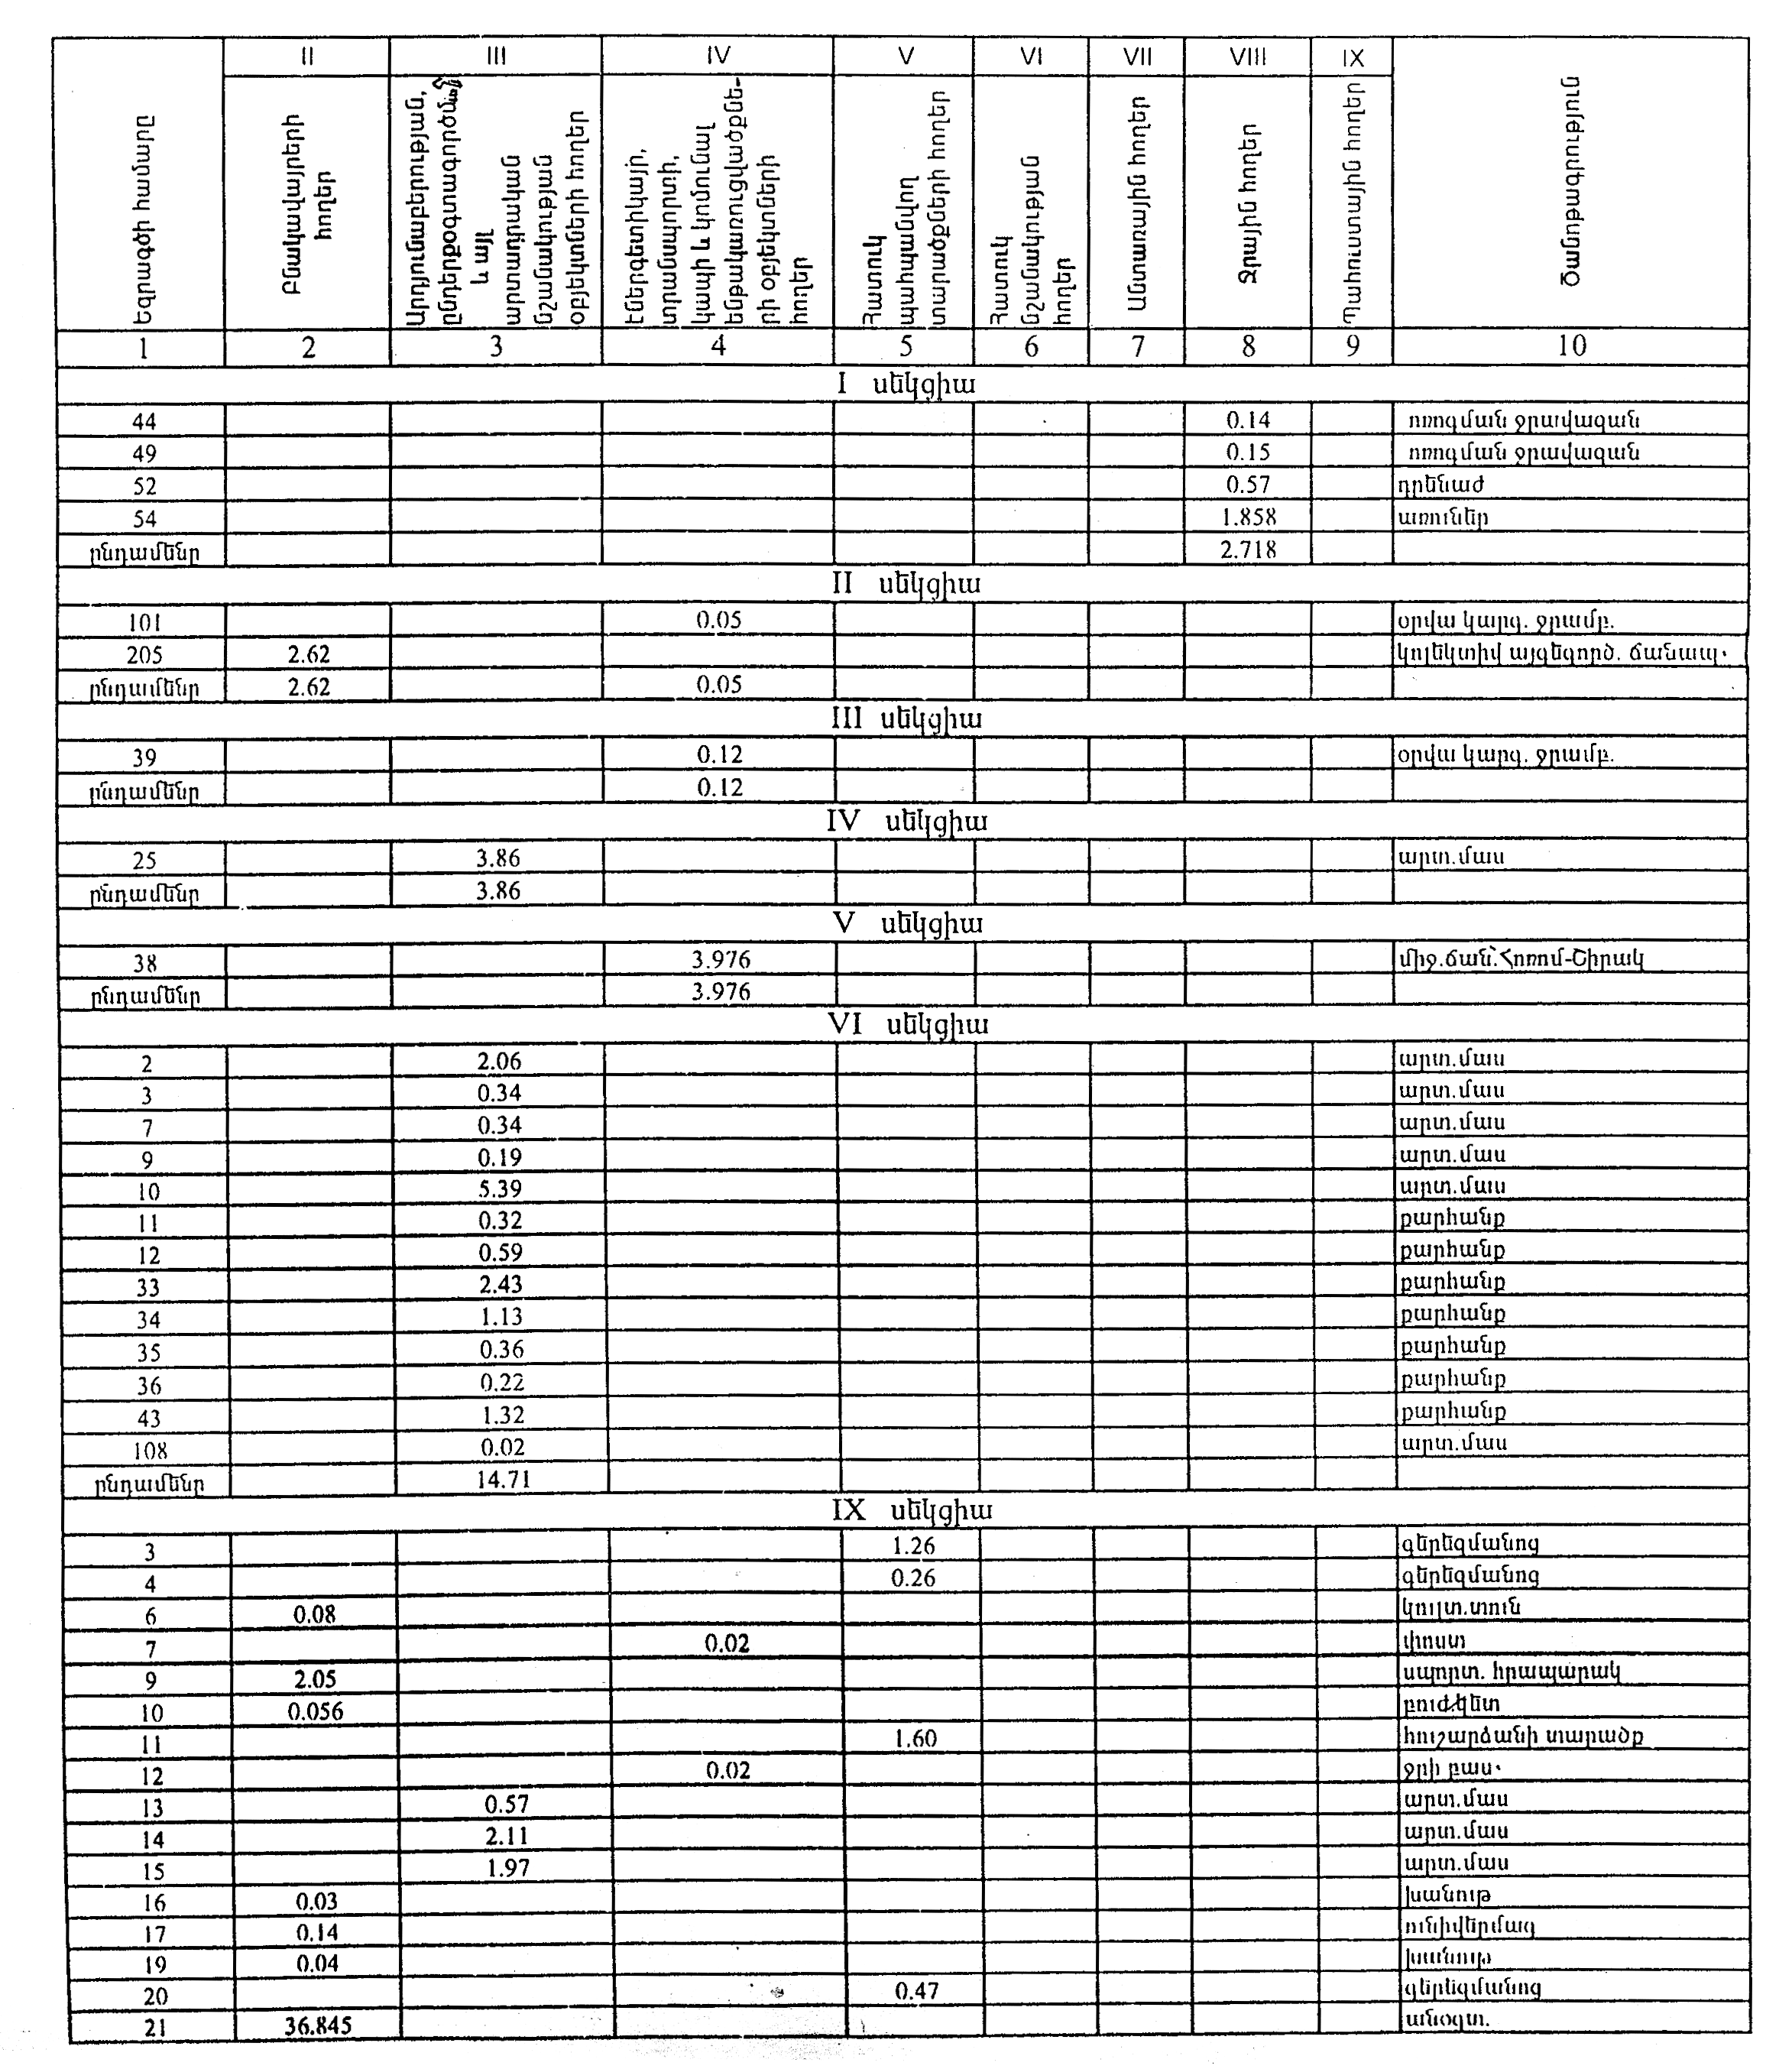 II III IV V VI VII VIII IX
Եզրագծի համարը
Բնակավայրերի
հողեր
Արդյունաբերության,
ընդերքօգտագործման
և այլ
արտադրական
նշանակության
օբյեկտների հողեր
Էներգետիկայի,
տրանսպորտի,
կապի և կոմունալ
ենթակառուցվածքնե-
րի օբյեկտների
հողեր
Հատուկ
պահպանվող
տարածքների հողեր
Հատուկ
նշանակության
հողեր
Անտառային հողեր
Ջրային հողեր
Պահուստային հողեր
Ծանոթագրություն
1 2 3 4 5 6 7 8 9 10
I սեկցիա
44 0.14 ոռոգման ջրավազան
49 0.15 ոռոգման ջրավազան
52 0.57 դրենաժ
54 1.858 առուներ
ընդամենը 2.718
II սեկցիա
101 0.05 օրվա կարգ. ջրամբ.
205 2.62 կոլեկտիվ այգեգործ. ճանապ.
ընդամենը 2.62 0.05
III սեկցիա
39 0.12 օրվա կարգ. ջրամբ.
ընդամենը 0.12
IV սեկցիա
25 3.86 արտ.մաս
ընդամենը 3.86
V սեկցիա
38 3.976 միջ.ճան.՝Հոռոմ-Շիրակ
ընդամենը 3.976
VI սեկցիա
2 2.06 արտ.մաս
3 0.34 արտ.մաս
7 0.34 արտ.մաս
9 0.19 արտ.մաս
10 5.39 արտ.մաս
11 0.32 քարհանք
12 0.59 քարհանք
33 2.43 քարհանք
34 1.13 քարհանք
35 0.36 քարհանք
36 0.22 քարհանք
43 1.32 քարհանք
108 0.02 արտ.մաս
ընդամենը 14.71
IX սեկցիա
3 1.26 գերեզմանոց
4 0.26 գերեզմանոց
6 0.08 կուլտ.տուն
7 0.02 փոստ
9 2.05 սպորտ. հրապարակ
10 0.056 բուժ.կետ
11 1.60 հուշարձանի տարածք
12 0.02 ջրի բաս.
13 0.57 արտ.մաս
14 2.11 արտ.մաս
15 1.97 արտ.մաս
16 0.03 խանութ
17 0.14 ունիվերմագ
19 0.04 խանութ
20 0.47 գերեզմանոց
21 36.845 անօգտ.